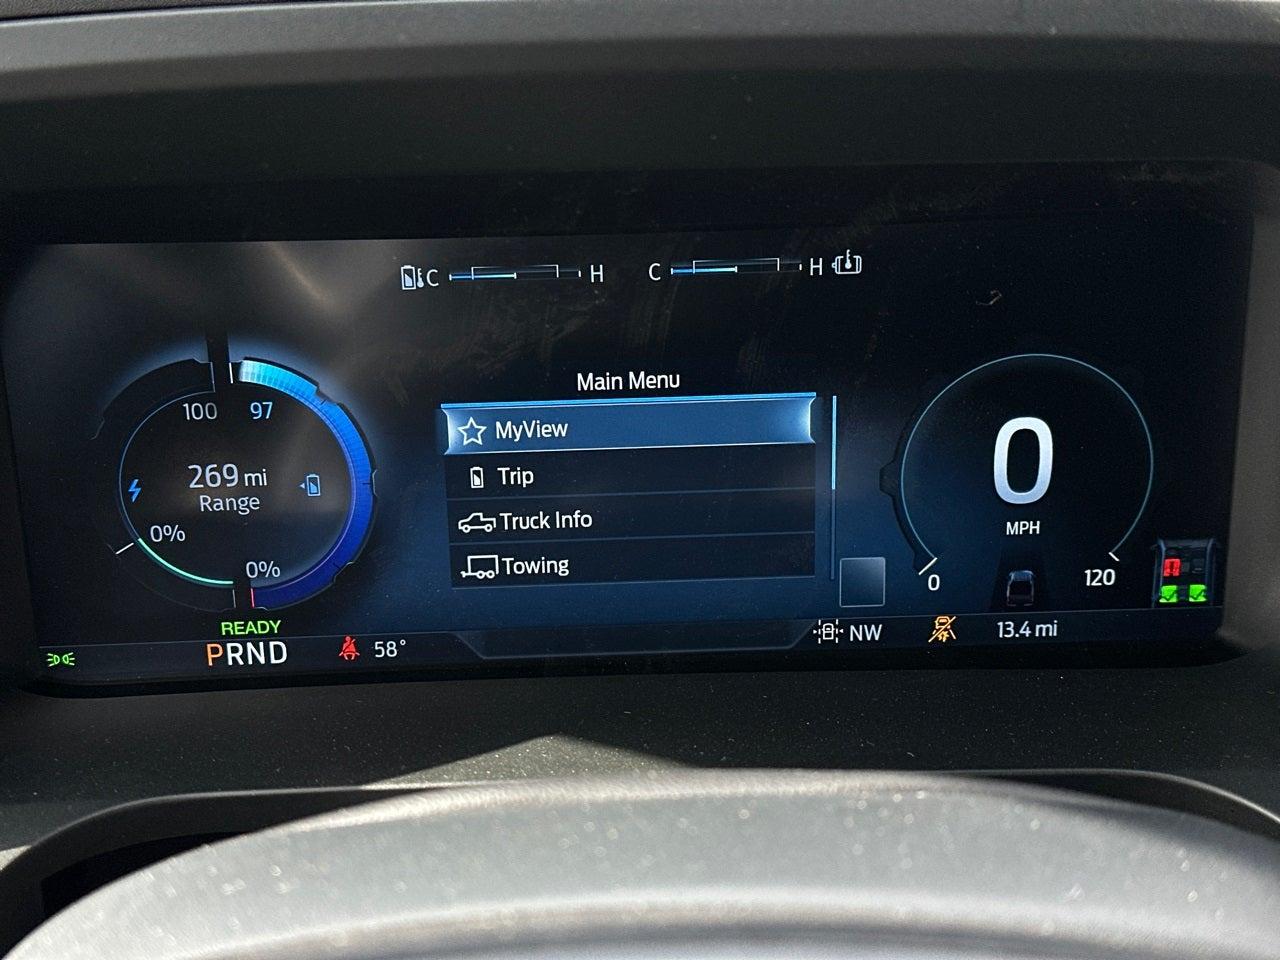 C H C H
100 97
269 mi
Range
0%
0%
READY
PRND 58°
Main Menu
MyView
Trip
Truck Info
Towing
0
MPH
0 120
NW 13.4 mi